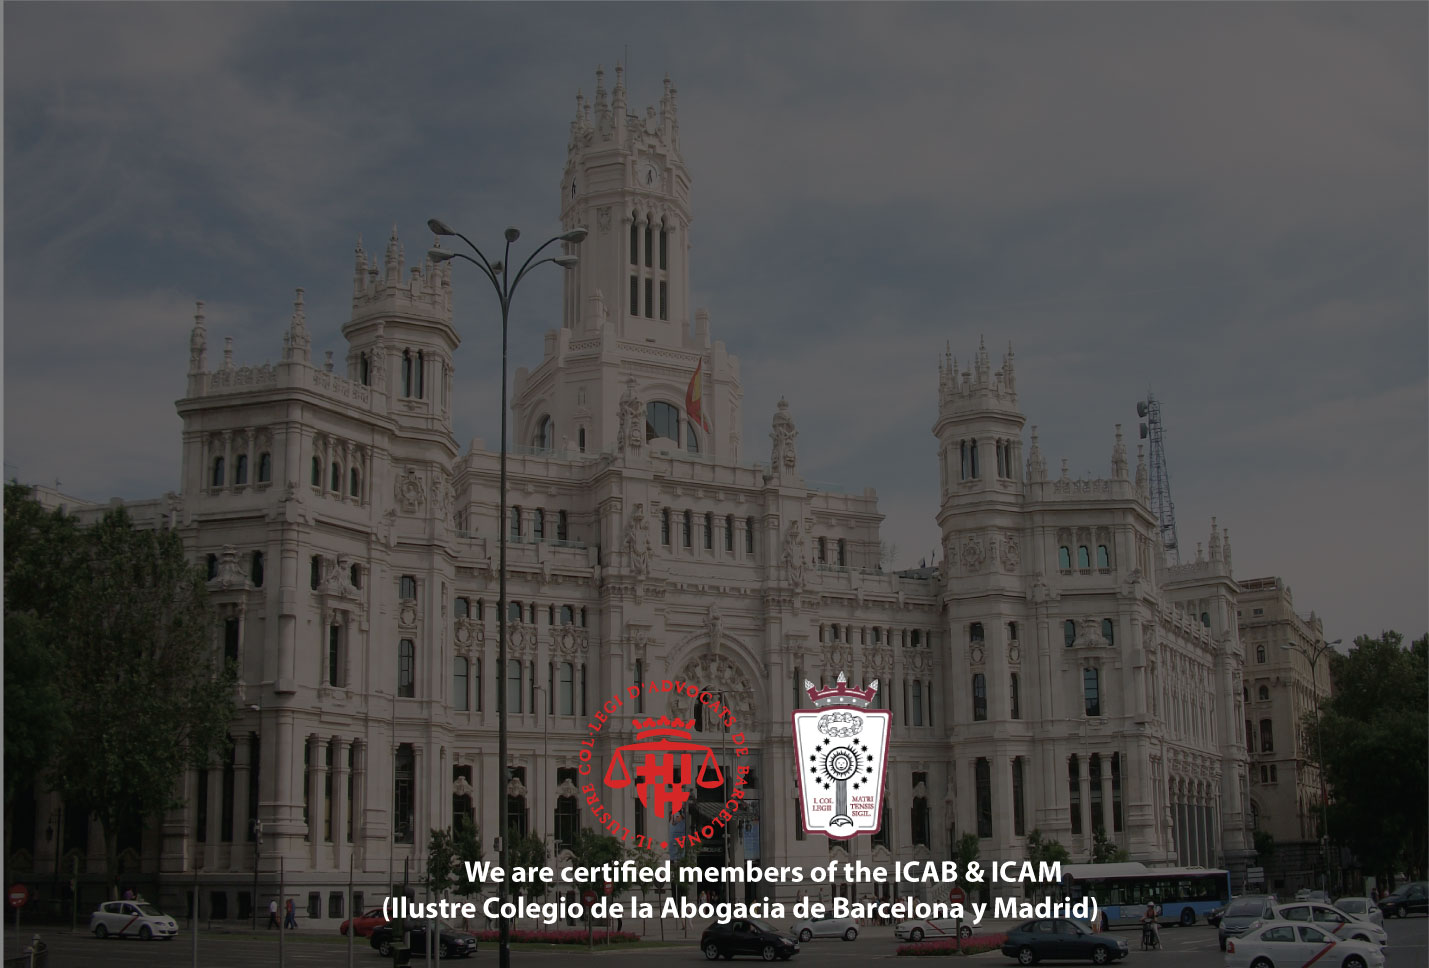 IL·LUSTRE COL·LEGI D'ADVOCATS DE BARCELONA •
I. COL. MATRI
LEGII TENSIS
SIGIL.
We are certified members of the ICAB & ICAM
(Ilustre Colegio de la Abogacia de Barcelona y Madrid)